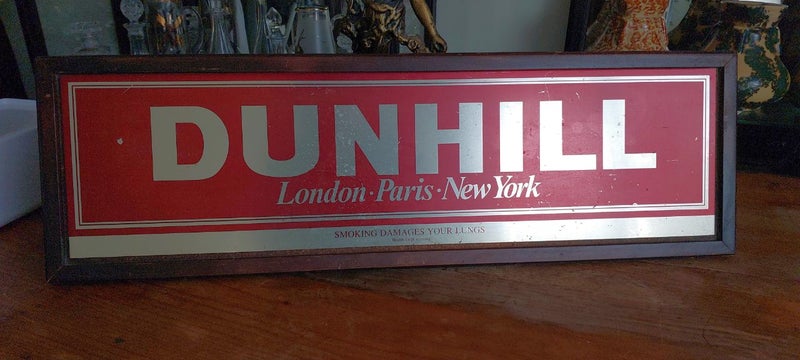 DUNHILL
London·Paris·New York
SMOKING DAMAGES YOUR LUNGS